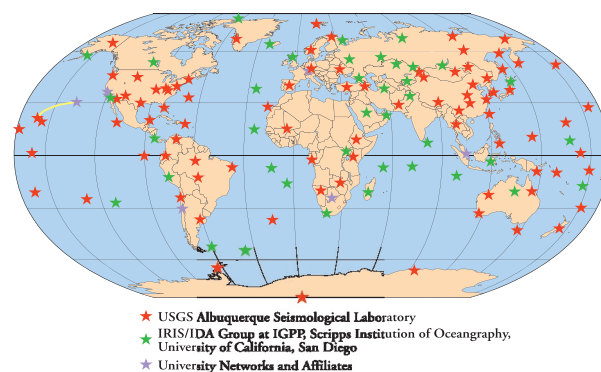 USGS Albuquerque Seismological Laboratory
IRIS/IDA Group at IGPP, Scripps Institution of Oceangraphy,
University of California, San Diego
University Networks and Affiliates